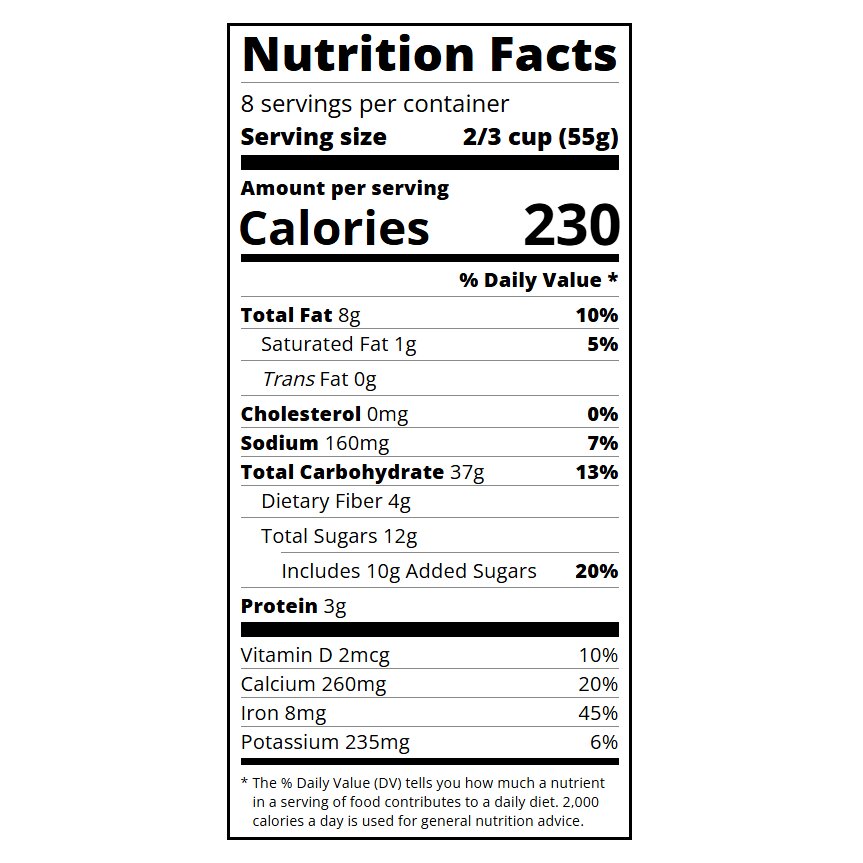 Nutrition Facts
8 servings per container
Serving size 2/3 cup (55g)
Amount per serving
Calories 230
% Daily Value *
Total Fat 8g 10%
Saturated Fat 1g 5%
Trans Fat 0g
Cholesterol 0mg 0%
Sodium 160mg 7%
Total Carbohydrate 37g 13%
Dietary Fiber 4g
Total Sugars 12g
Includes 10g Added Sugars 20%
Protein 3g
Vitamin D 2mcg 10%
Calcium 260mg 20%
Iron 8mg 45%
Potassium 235mg 6%
* The % Daily Value (DV) tells you how much a nutrient
in a serving of food contributes to a daily diet. 2,000
calories a day is used for general nutrition advice.